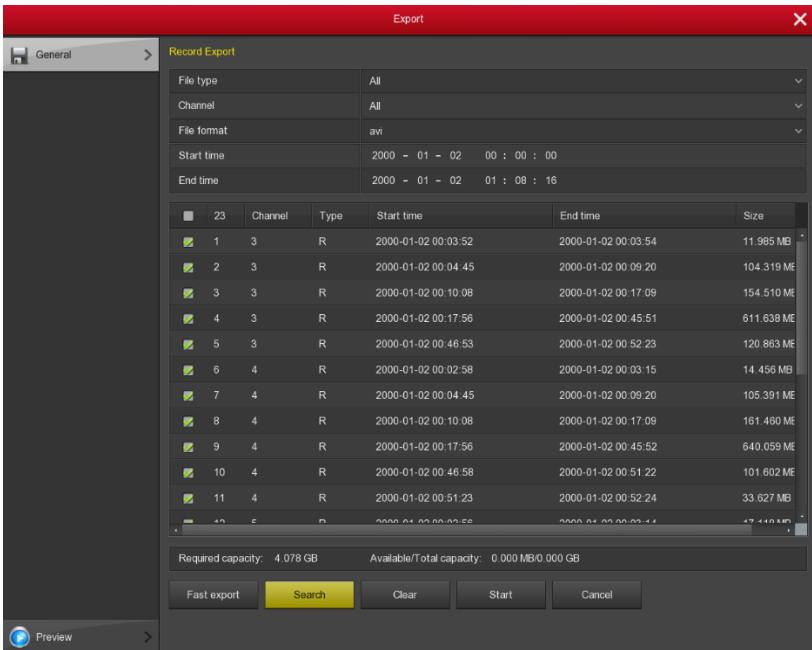 Export
General
Record Export
File type All
Channel All
File format avi
Start time 2000 - 01 - 02 00 : 00 : 00
End time 2000 - 01 - 02 01 : 08 : 16
23 Channel Type Start time End time Size
1 3 R 2000-01-02 00:03:52 2000-01-02 00:03:54 11.985 MB
2 3 R 2000-01-02 00:04:45 2000-01-02 00:09:20 104.319 MB
3 3 R 2000-01-02 00:10:08 2000-01-02 00:17:09 154.510 MB
4 3 R 2000-01-02 00:17:56 2000-01-02 00:45:51 611.638 MB
5 3 R 2000-01-02 00:46:53 2000-01-02 00:52:23 120.863 MB
6 4 R 2000-01-02 00:02:58 2000-01-02 00:03:15 14.456 MB
7 4 R 2000-01-02 00:04:45 2000-01-02 00:09:20 105.391 MB
8 4 R 2000-01-02 00:10:08 2000-01-02 00:17:09 161.460 MB
9 4 R 2000-01-02 00:17:56 2000-01-02 00:45:52 640.059 MB
10 4 R 2000-01-02 00:46:58 2000-01-02 00:51:22 101.602 MB
11 4 R 2000-01-02 00:51:23 2000-01-02 00:52:24 33.627 MB
Required capacity: 4.078 GB Available/Total capacity: 0.000 MB/0.000 GB
Fast export Search Clear Start Cancel
Preview